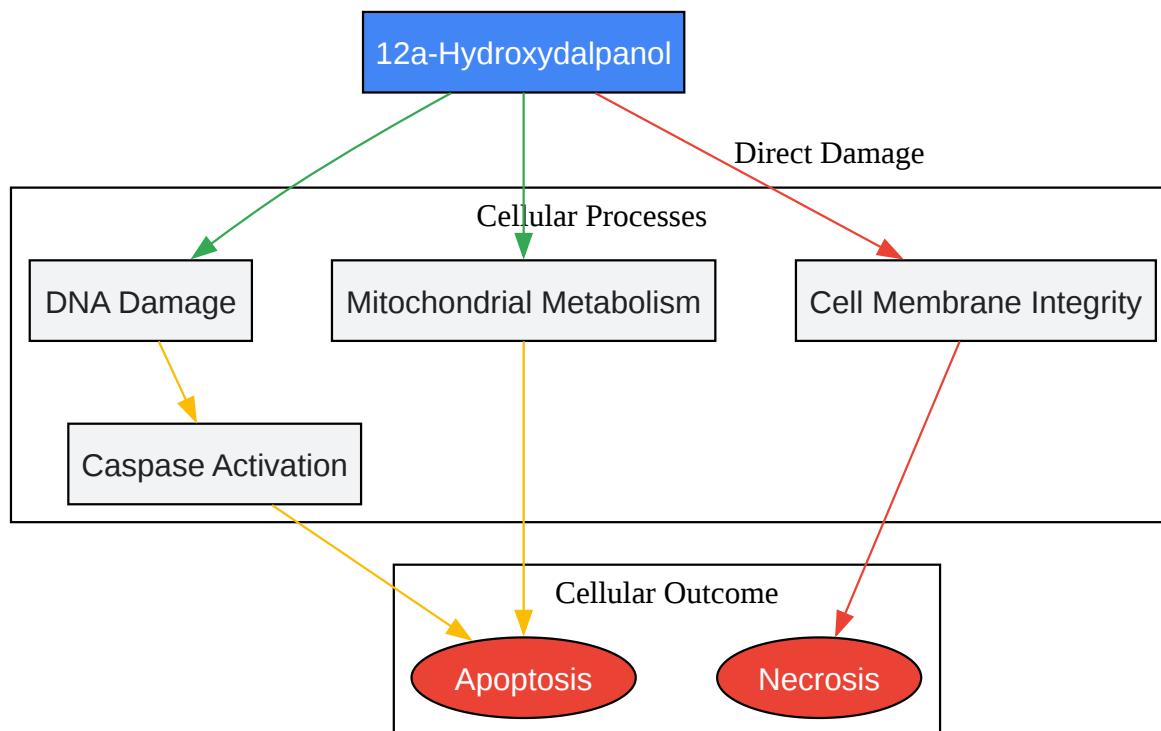 12a-Hydroxydalpanol
Direct Damage
Cellular Processes
DNA Damage
Mitochondrial Metabolism
Cell Membrane Integrity
Caspase Activation
Cellular Outcome
Apoptosis
Necrosis